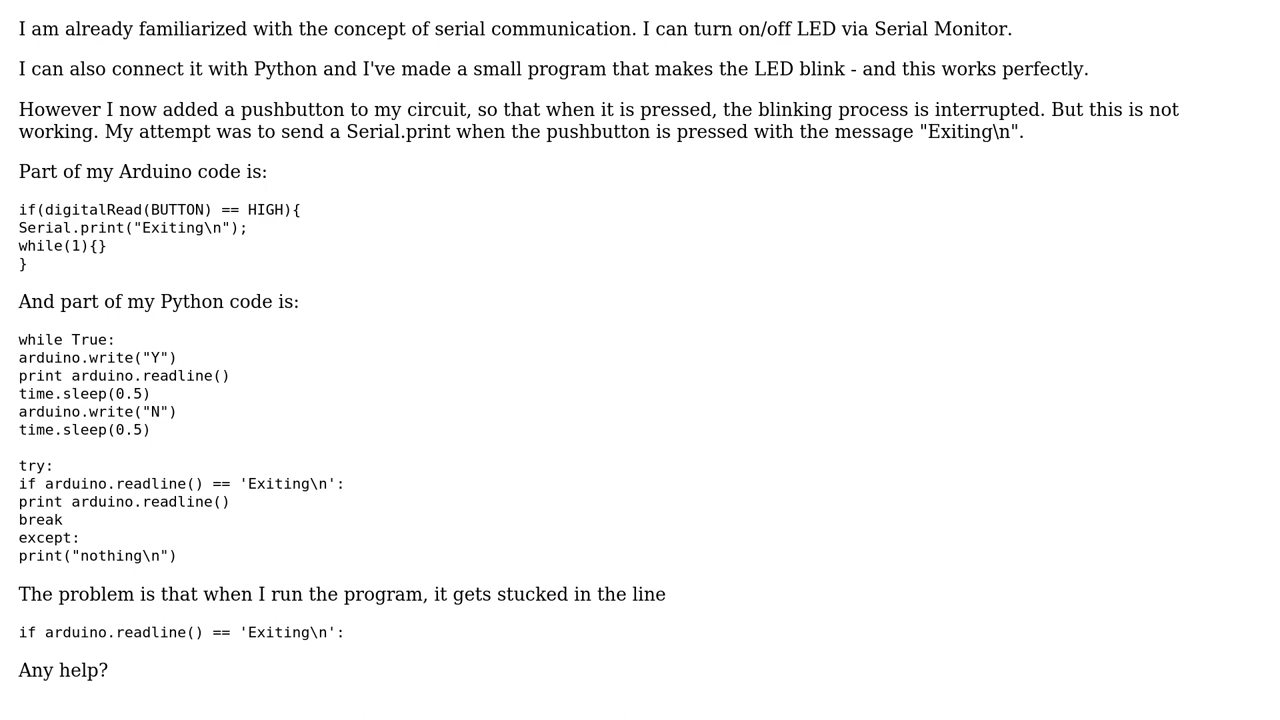 I am already familiarized with the concept of serial communication. I can turn on/off LED via Serial Monitor.
I can also connect it with Python and I've made a small program that makes the LED blink - and this works perfectly.
However I now added a pushbutton to my circuit, so that when it is pressed, the blinking process is interrupted. But this is not
working. My attempt was to send a Serial.print when the pushbutton is pressed with the message "Exiting\n".
Part of my Arduino code is:
if(digitalRead(BUTTON) == HIGH){
Serial.print("Exiting\n");
while(1){}
}
And part of my Python code is:
while True:
arduino.write("Y")
print arduino.readline()
time.sleep(0.5)
arduino.write("N")
time.sleep(0.5)
try:
if arduino.readline() == 'Exiting\n':
print arduino.readline()
break
except:
print("nothing\n")
The problem is that when I run the program, it gets stucked in the line
if arduino.readline() == 'Exiting\n':
Any help?